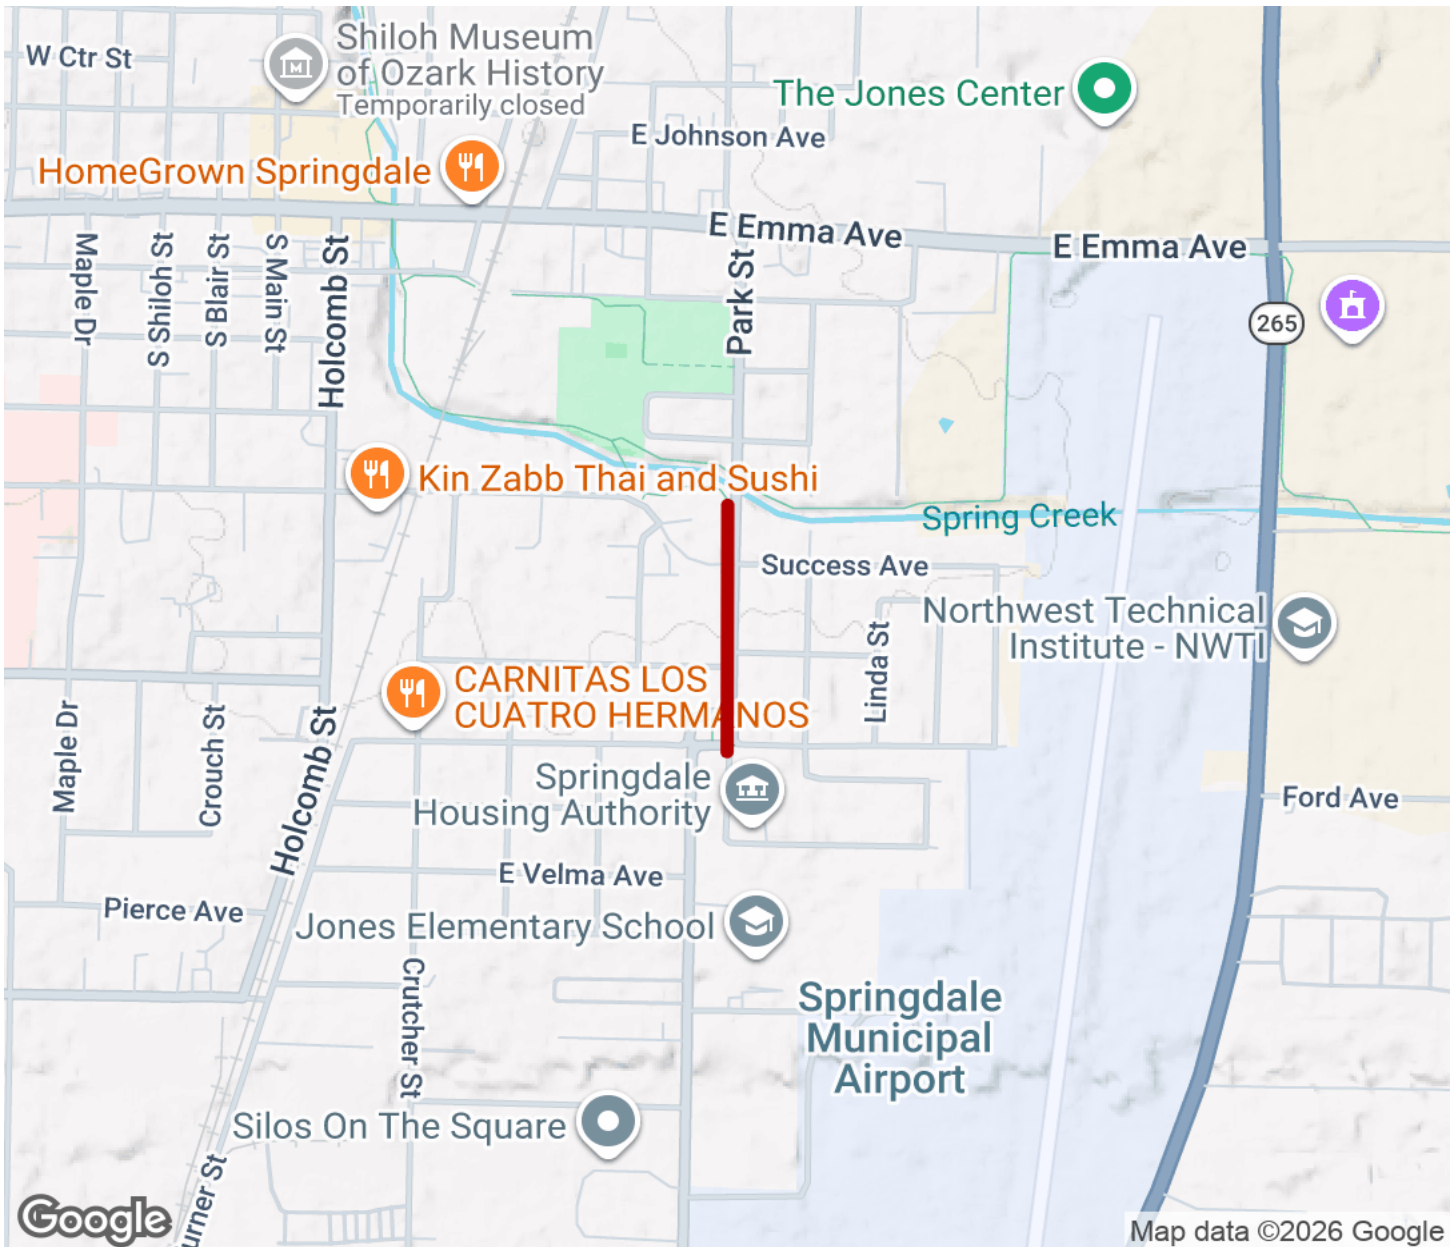 W Ctr St
Shiloh Museum
of Ozark History
Temporarily closed
The Jones Center
E Johnson Ave
HomeGrown Springdale
E Emma Ave
E Emma Ave
Maple Dr
S Shiloh St
S Blair St
S Main St
Holcomb St
Park St
265
Kin Zabb Thai and Sushi
Spring Creek
Success Ave
Northwest Technical
Institute - NWTI
Linda St
CARNITAS LOS
CUATRO HERMANOS
Maple Dr
Crouch St
Holcomb St
Springdale
Housing Authority
Ford Ave
E Velma Ave
Pierce Ave
Jones Elementary School
Crutcher St
Springdale
Municipal
Airport
Silos On The Square
urner St
Google
Map data ©2026 Google